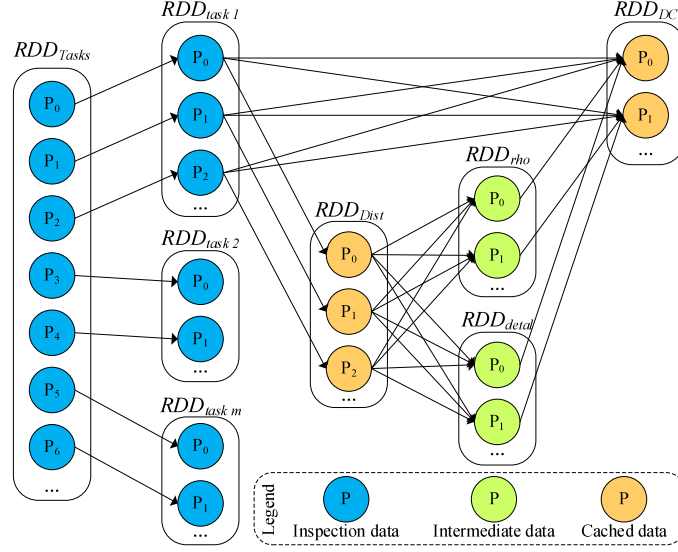 RDD_Tasks
P0
P1
P2
P3
P4
P5
P6
...
RDD_task 1
P0
P1
P2
...
RDD_task 2
P0
P1
...
RDD_task m
P0
P1
...
RDD_Dist
P0
P1
P2
...
RDD_rho
P0
P1
...
RDD_detal
P0
P1
...
RDD_DC
P0
P1
...
Legend
P
Inspection data
P
Intermediate data
P
Cached data